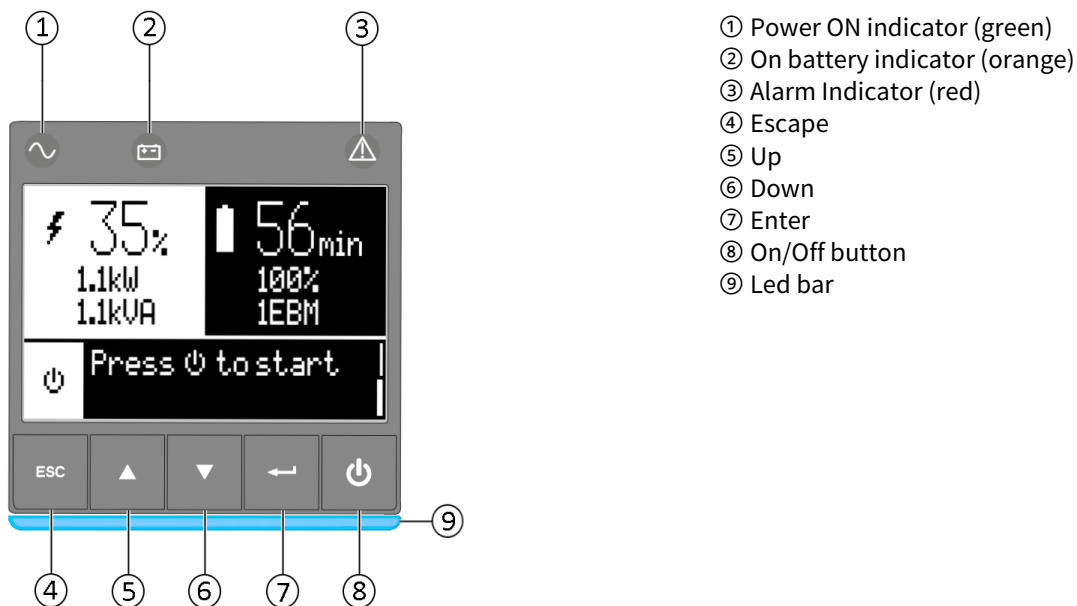 ① ② ③
35%
1.1kW
1.1kVA
56min
100%
1EBM
Press ⏻ to start
ESC
⑨
④ ⑤ ⑥ ⑦ ⑧
① Power ON indicator (green)
② On battery indicator (orange)
③ Alarm Indicator (red)
④ Escape
⑤ Up
⑥ Down
⑦ Enter
⑧ On/Off button
⑨ Led bar